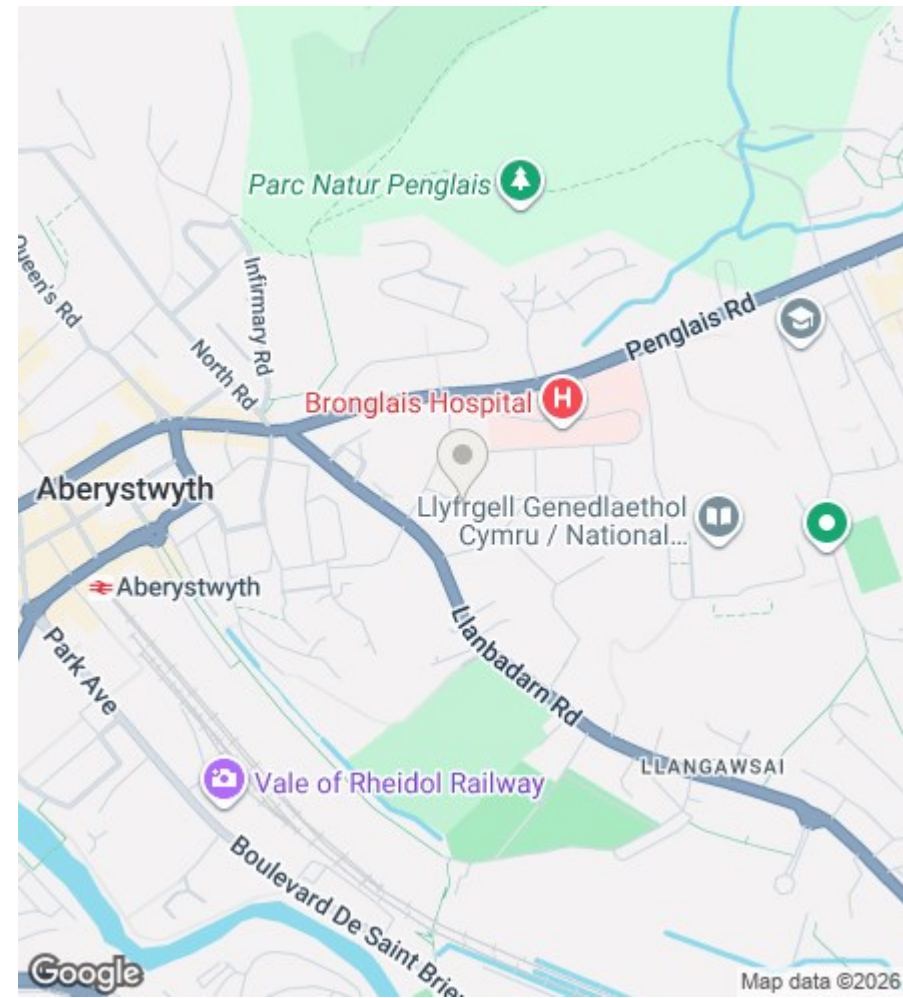 Parc Natur Penglais
Queen's Rd
Infirmary Rd
North Rd
Penglais Rd
Bronglais Hospital
H
Aberystwyth
Llyfrgell Genedlaethol
Cymru / National...
Aberystwyth
Park Ave
Llanbadarn Rd
LLANGAWSAI
Vale of Rheidol Railway
Boulevard De Saint Brieu
Google
Map data ©2026